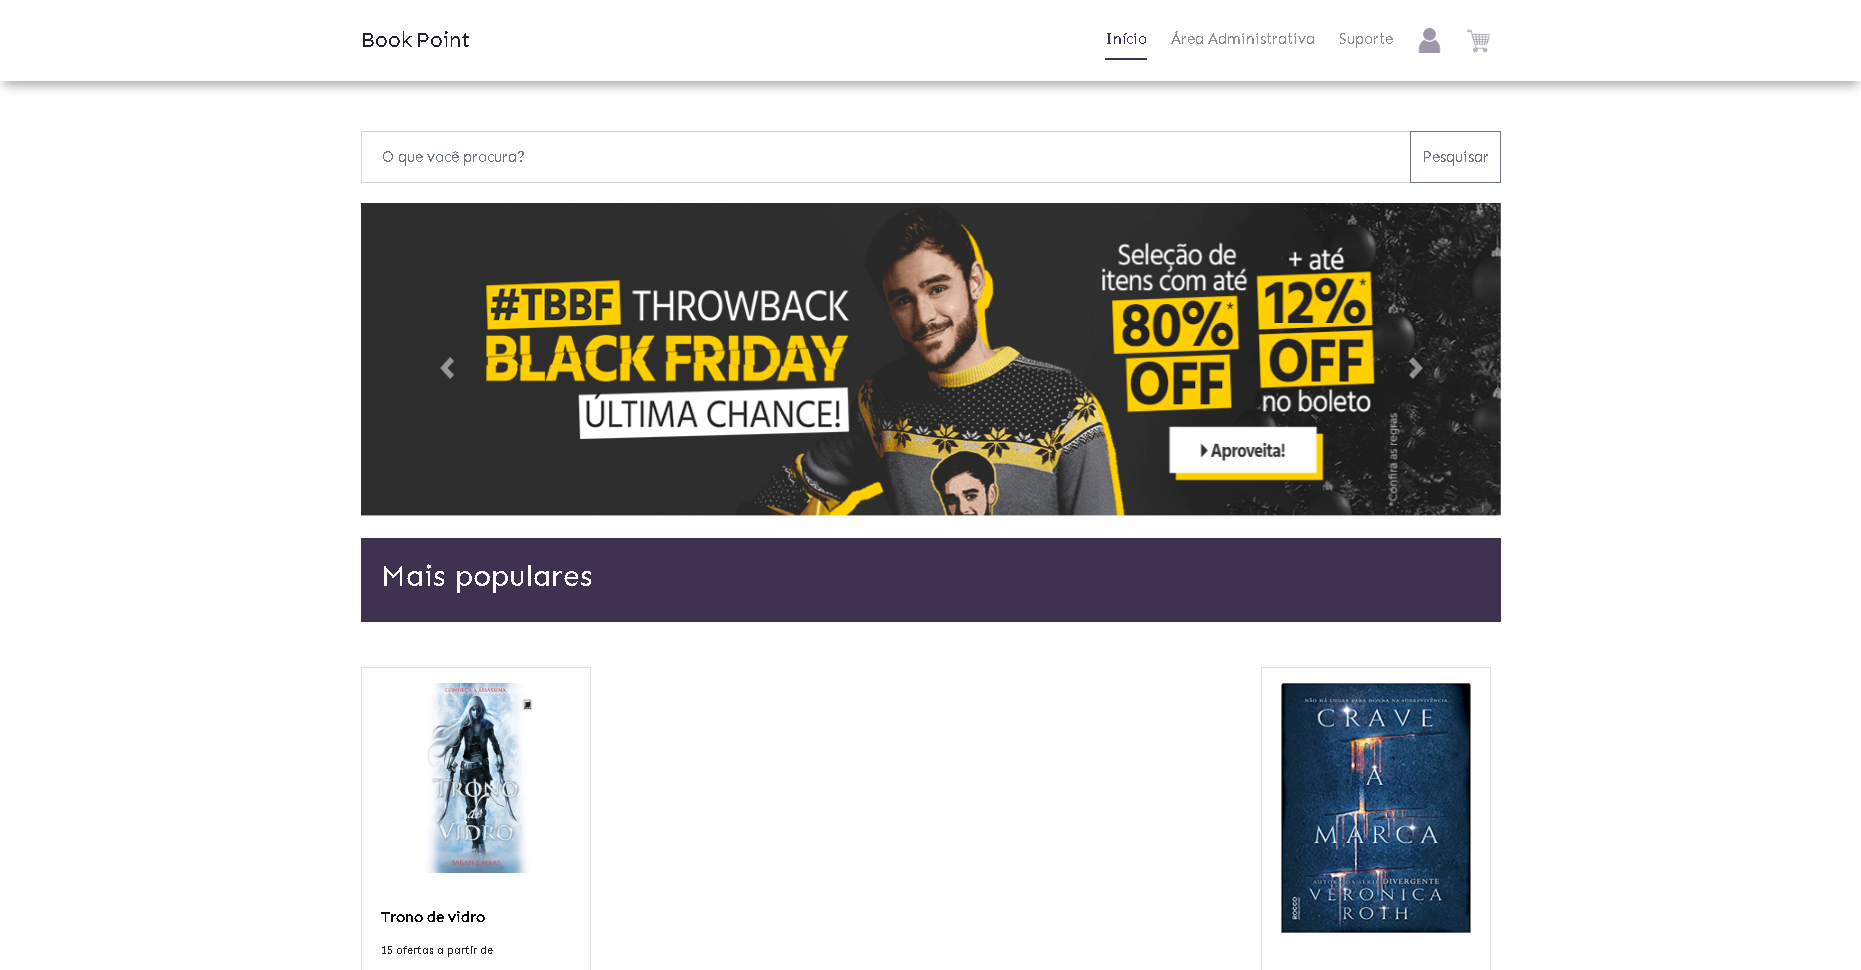 Book Point
Início
Área Administrativa
Suporte
O que você procura?
Pesquisar
#TBBF THROWBACK
BLACK FRIDAY
ÚLTIMA CHANCE!
Seleção de
itens com até
80%*
OFF
+ até
12%*
OFF
no boleto
Aproveita!
*Confira as regras
Mais populares
CONHEÇA A ASSASSINA
TRONO
de
VIDRO
SARAH J. MAAS
Trono de vidro
15 ofertas a partir de
NÃO HÁ LUGAR PARA HONRA NA SOBREVIVÊNCIA
CRAVE
A
MARCA
AUTORA DA SÉRIE DIVERGENTE
VERONICA
ROTH
ROCCO